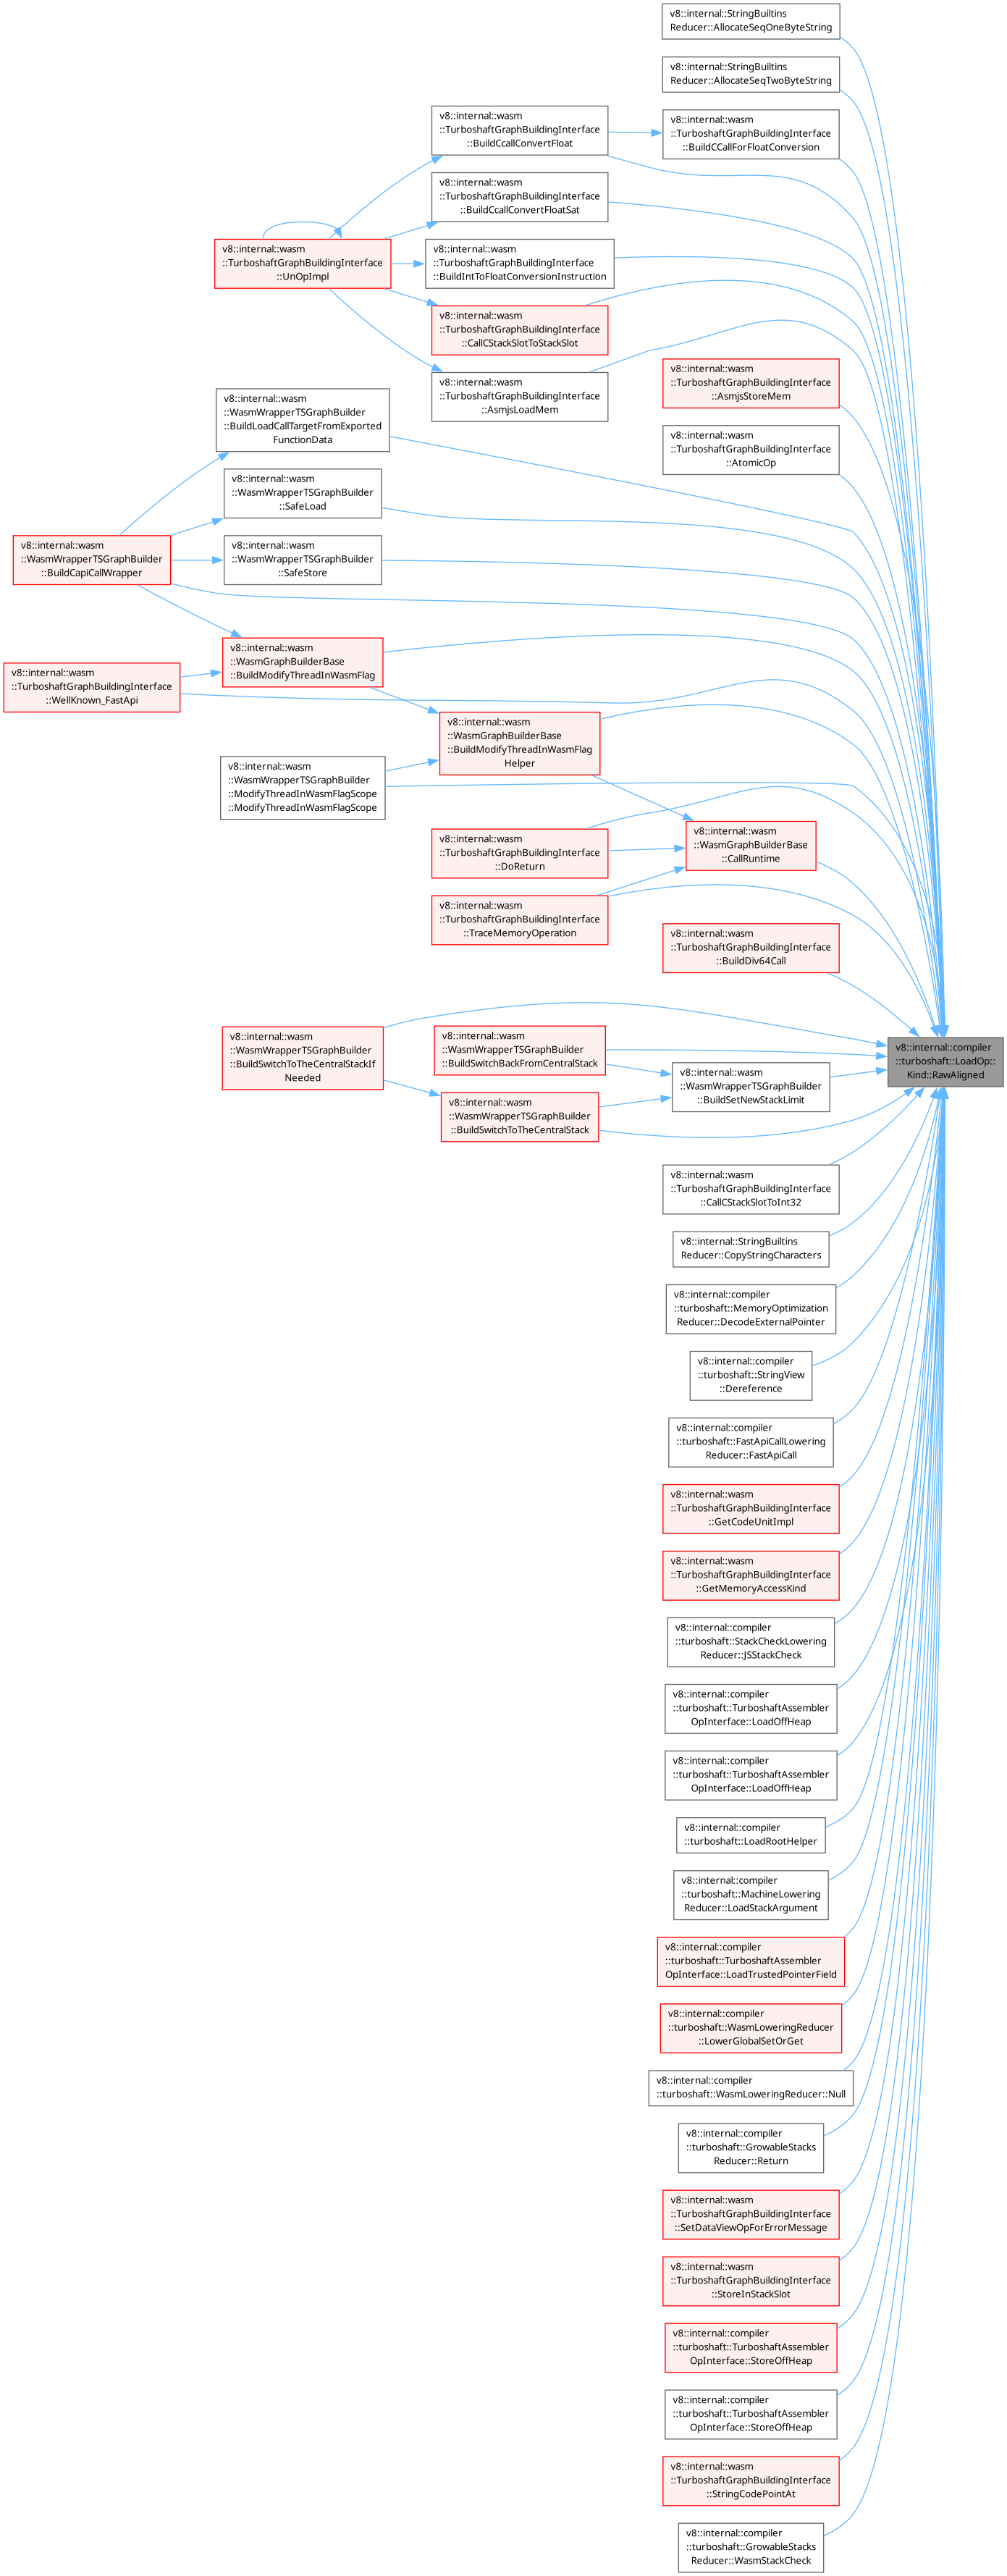 v8::internal::StringBuiltins
Reducer::AllocateSeqOneByteString
v8::internal::StringBuiltins
Reducer::AllocateSeqTwoByteString
v8::internal::wasm
::TurboshaftGraphBuildingInterface
::BuildCcallConvertFloat
v8::internal::wasm
::TurboshaftGraphBuildingInterface
::BuildCCallForFloatConversion
v8::internal::wasm
::TurboshaftGraphBuildingInterface
::BuildCcallConvertFloatSat
v8::internal::wasm
::TurboshaftGraphBuildingInterface
::UnOpImpl
v8::internal::wasm
::TurboshaftGraphBuildingInterface
::BuildIntToFloatConversionInstruction
v8::internal::wasm
::TurboshaftGraphBuildingInterface
::CallCStackSlotToStackSlot
v8::internal::wasm
::TurboshaftGraphBuildingInterface
::AsmjsLoadMem
v8::internal::wasm
::TurboshaftGraphBuildingInterface
::AsmjsStoreMem
v8::internal::wasm
::WasmWrapperTSGraphBuilder
::BuildLoadCallTargetFromExported
FunctionData
v8::internal::wasm
::TurboshaftGraphBuildingInterface
::AtomicOp
v8::internal::wasm
::WasmWrapperTSGraphBuilder
::SafeLoad
v8::internal::wasm
::WasmWrapperTSGraphBuilder
::BuildCapiCallWrapper
v8::internal::wasm
::WasmWrapperTSGraphBuilder
::SafeStore
v8::internal::wasm
::WasmGraphBuilderBase
::BuildModifyThreadInWasmFlag
v8::internal::wasm
::TurboshaftGraphBuildingInterface
::WellKnown_FastApi
v8::internal::wasm
::WasmGraphBuilderBase
::BuildModifyThreadInWasmFlag
Helper
v8::internal::wasm
::WasmWrapperTSGraphBuilder
::ModifyThreadInWasmFlagScope
::ModifyThreadInWasmFlagScope
v8::internal::wasm
::TurboshaftGraphBuildingInterface
::DoReturn
v8::internal::wasm
::WasmGraphBuilderBase
::CallRuntime
v8::internal::wasm
::TurboshaftGraphBuildingInterface
::TraceMemoryOperation
v8::internal::wasm
::TurboshaftGraphBuildingInterface
::BuildDiv64Call
v8::internal::wasm
::WasmWrapperTSGraphBuilder
::BuildSwitchToTheCentralStackIf
Needed
v8::internal::wasm
::WasmWrapperTSGraphBuilder
::BuildSwitchBackFromCentralStack
v8::internal::compiler
::turboshaft::LoadOp::
Kind::RawAligned
v8::internal::wasm
::WasmWrapperTSGraphBuilder
::BuildSetNewStackLimit
v8::internal::wasm
::WasmWrapperTSGraphBuilder
::BuildSwitchToTheCentralStack
v8::internal::wasm
::TurboshaftGraphBuildingInterface
::CallCStackSlotToInt32
v8::internal::StringBuiltins
Reducer::CopyStringCharacters
v8::internal::compiler
::turboshaft::MemoryOptimization
Reducer::DecodeExternalPointer
v8::internal::compiler
::turboshaft::StringView
::Dereference
v8::internal::compiler
::turboshaft::FastApiCallLowering
Reducer::FastApiCall
v8::internal::wasm
::TurboshaftGraphBuildingInterface
::GetCodeUnitImpl
v8::internal::wasm
::TurboshaftGraphBuildingInterface
::GetMemoryAccessKind
v8::internal::compiler
::turboshaft::StackCheckLowering
Reducer::JSStackCheck
v8::internal::compiler
::turboshaft::TurboshaftAssembler
OpInterface::LoadOffHeap
v8::internal::compiler
::turboshaft::TurboshaftAssembler
OpInterface::LoadOffHeap
v8::internal::compiler
::turboshaft::LoadRootHelper
v8::internal::compiler
::turboshaft::MachineLowering
Reducer::LoadStackArgument
v8::internal::compiler
::turboshaft::TurboshaftAssembler
OpInterface::LoadTrustedPointerField
v8::internal::compiler
::turboshaft::WasmLoweringReducer
::LowerGlobalSetOrGet
v8::internal::compiler
::turboshaft::WasmLoweringReducer::Null
v8::internal::compiler
::turboshaft::GrowableStacks
Reducer::Return
v8::internal::wasm
::TurboshaftGraphBuildingInterface
::SetDataViewOpForErrorMessage
v8::internal::wasm
::TurboshaftGraphBuildingInterface
::StoreInStackSlot
v8::internal::compiler
::turboshaft::TurboshaftAssembler
OpInterface::StoreOffHeap
v8::internal::compiler
::turboshaft::TurboshaftAssembler
OpInterface::StoreOffHeap
v8::internal::wasm
::TurboshaftGraphBuildingInterface
::StringCodePointAt
v8::internal::compiler
::turboshaft::GrowableStacks
Reducer::WasmStackCheck